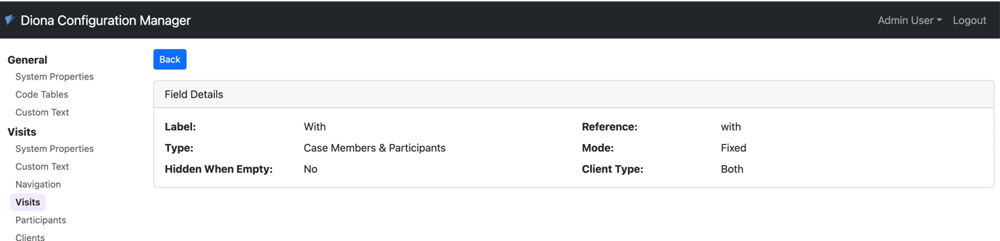 Diona Configuration Manager
Admin User
Logout
General
System Properties
Code Tables
Custom Text
Visits
System Properties
Custom Text
Navigation
Visits
Participants
Clients
Back
Field Details
Label: With Reference: with
Type: Case Members & Participants Mode: Fixed
Hidden When Empty: No Client Type: Both